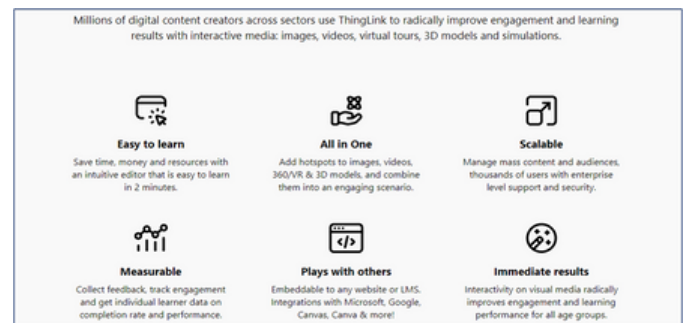 Millions of digital content creators across sectors use ThingLink to radically improve engagement and learning
results with interactive media: images, videos, virtual tours, 3D models and simulations.
Easy to learn
Save time, money and resources with
an intuitive editor that is easy to learn
in 2 minutes.
All in One
Add hotspots to images, videos,
360/VR & 3D models, and combine
them into an engaging scenario.
Scalable
Manage mass content and audiences,
thousands of users with enterprise
level support and security.
Measurable
Collect feedback, track engagement
and get individual learner data on
completion rate and performance.
Plays with others
Embeddable to any website or LMS.
Integrations with Microsoft, Google,
Canvas, Canva & more!
Immediate results
Interactivity on visual media radically
improves engagement and learning
performance for all age groups.